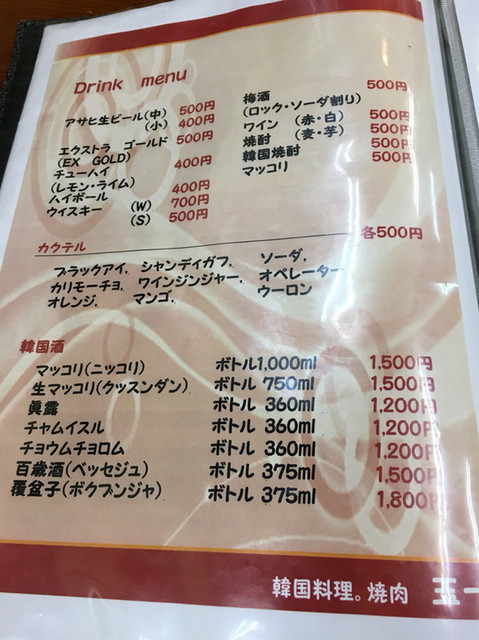 Drink menu
アサヒ生ビール(中) 500円
(小) 400円
エクストラ ゴールド 500円
(EX GOLD)
チューハイ 400円
(レモン・ライム)
ハイボール 400円
ウイスキー (W) 700円
(S) 500円
梅酒 500円
(ロック・ソーダ割り)
ワイン (赤・白) 500円
焼酎 (麦・芋) 500円
韓国焼酎 500円
マッコリ 500円
カクテル 各500円
ブラックアイ, シャンディガフ, ソーダ,
カリモーチョ, ワインジンジャー, オペレーター
オレンジ, マンゴ, ウーロン
韓国酒
マッコリ(ニッコリ) ボトル1,000ml 1,500円
生マッコリ(クッスンダン) ボトル 750ml 1,500円
眞露 ボトル 360ml 1,200円
チャムイスル ボトル 360ml 1,200円
チョウムチョロム ボトル 360ml 1,200円
百歳酒(ベッセジュ) ボトル 375ml 1,500円
覆盆子(ボクブンジャ) ボトル 375ml 1,800円
韓国料理。焼肉 玉一